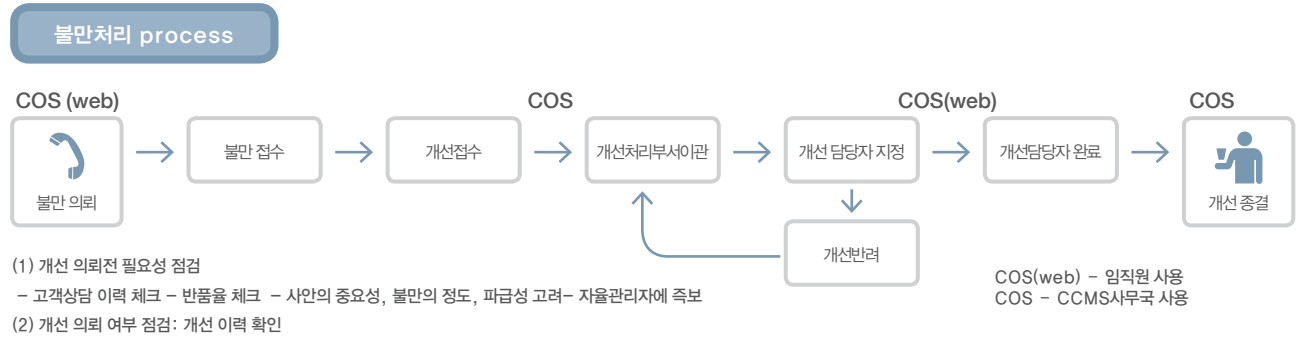 불만처리 process
COS (web)
COS
COS(web)
COS
불만 의뢰
불만 접수
개선접수
개선처리부서이관
개선 담당자 지정
개선담당자 완료
개선 종결
개선반려
(1) 개선 의뢰전 필요성 점검
- 고객상담 이력 체크 - 반품율 체크 - 사안의 중요성, 불만의 정도, 파급성 고려- 자율관리자에 즉보
(2) 개선 의뢰 여부 점검: 개선 이력 확인
COS(web) - 임직원 사용
COS - CCMS사무국 사용